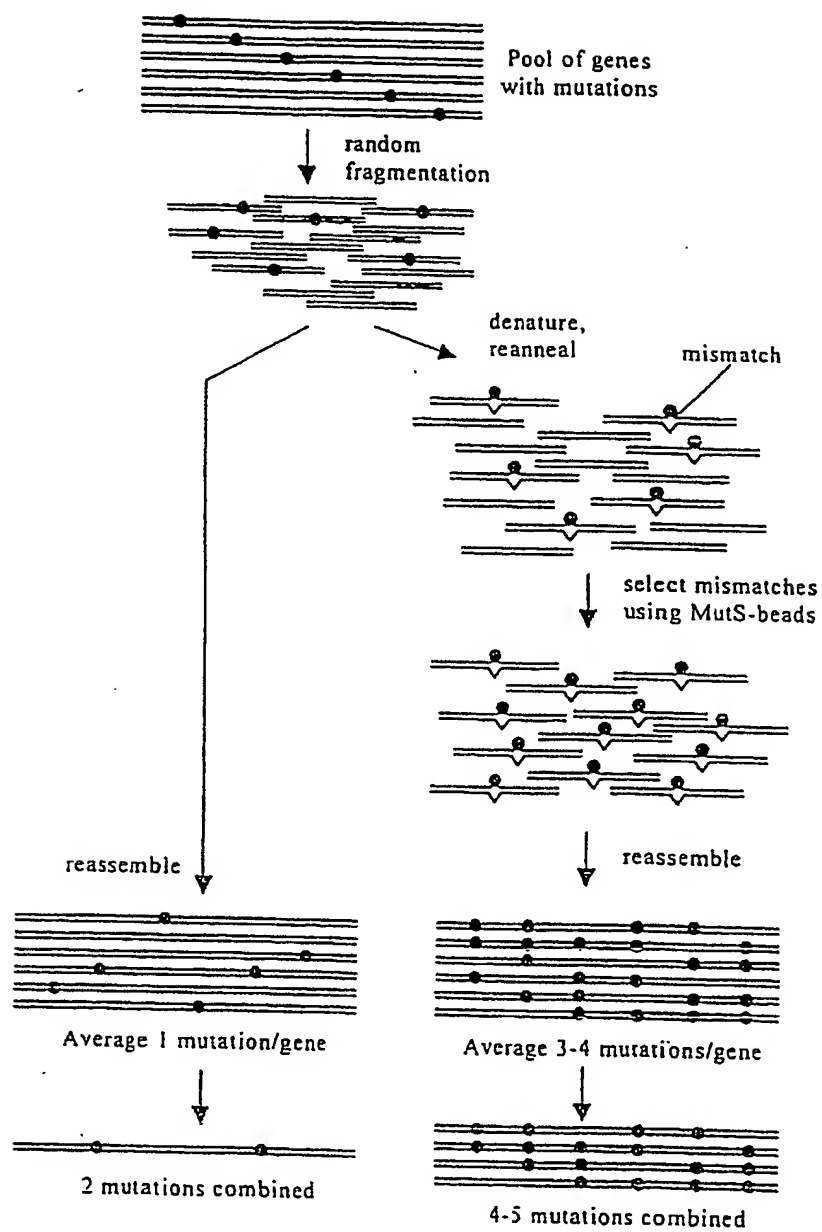 Pool of genes
with mutations
random
fragmentation
denature,
reanneal
mismatch
select mismatches
using MutS-beads
reassemble
reassemble
Average 1 mutation/gene
Average 3-4 mutations/gene
2 mutations combined
4-5 mutations combined